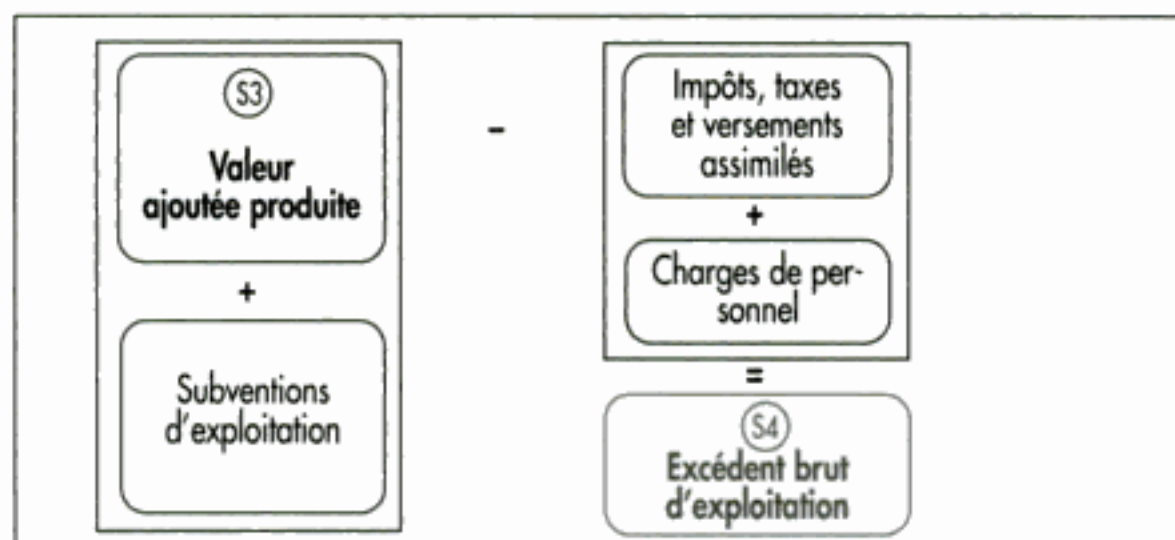 S3
Valeur
ajoutée produite
+
Subventions
d'exploitation
-
Impôts, taxes
et versements
assimilés
+
Charges de per-
sonnel
=
S4
Excédent brut
d'exploitation